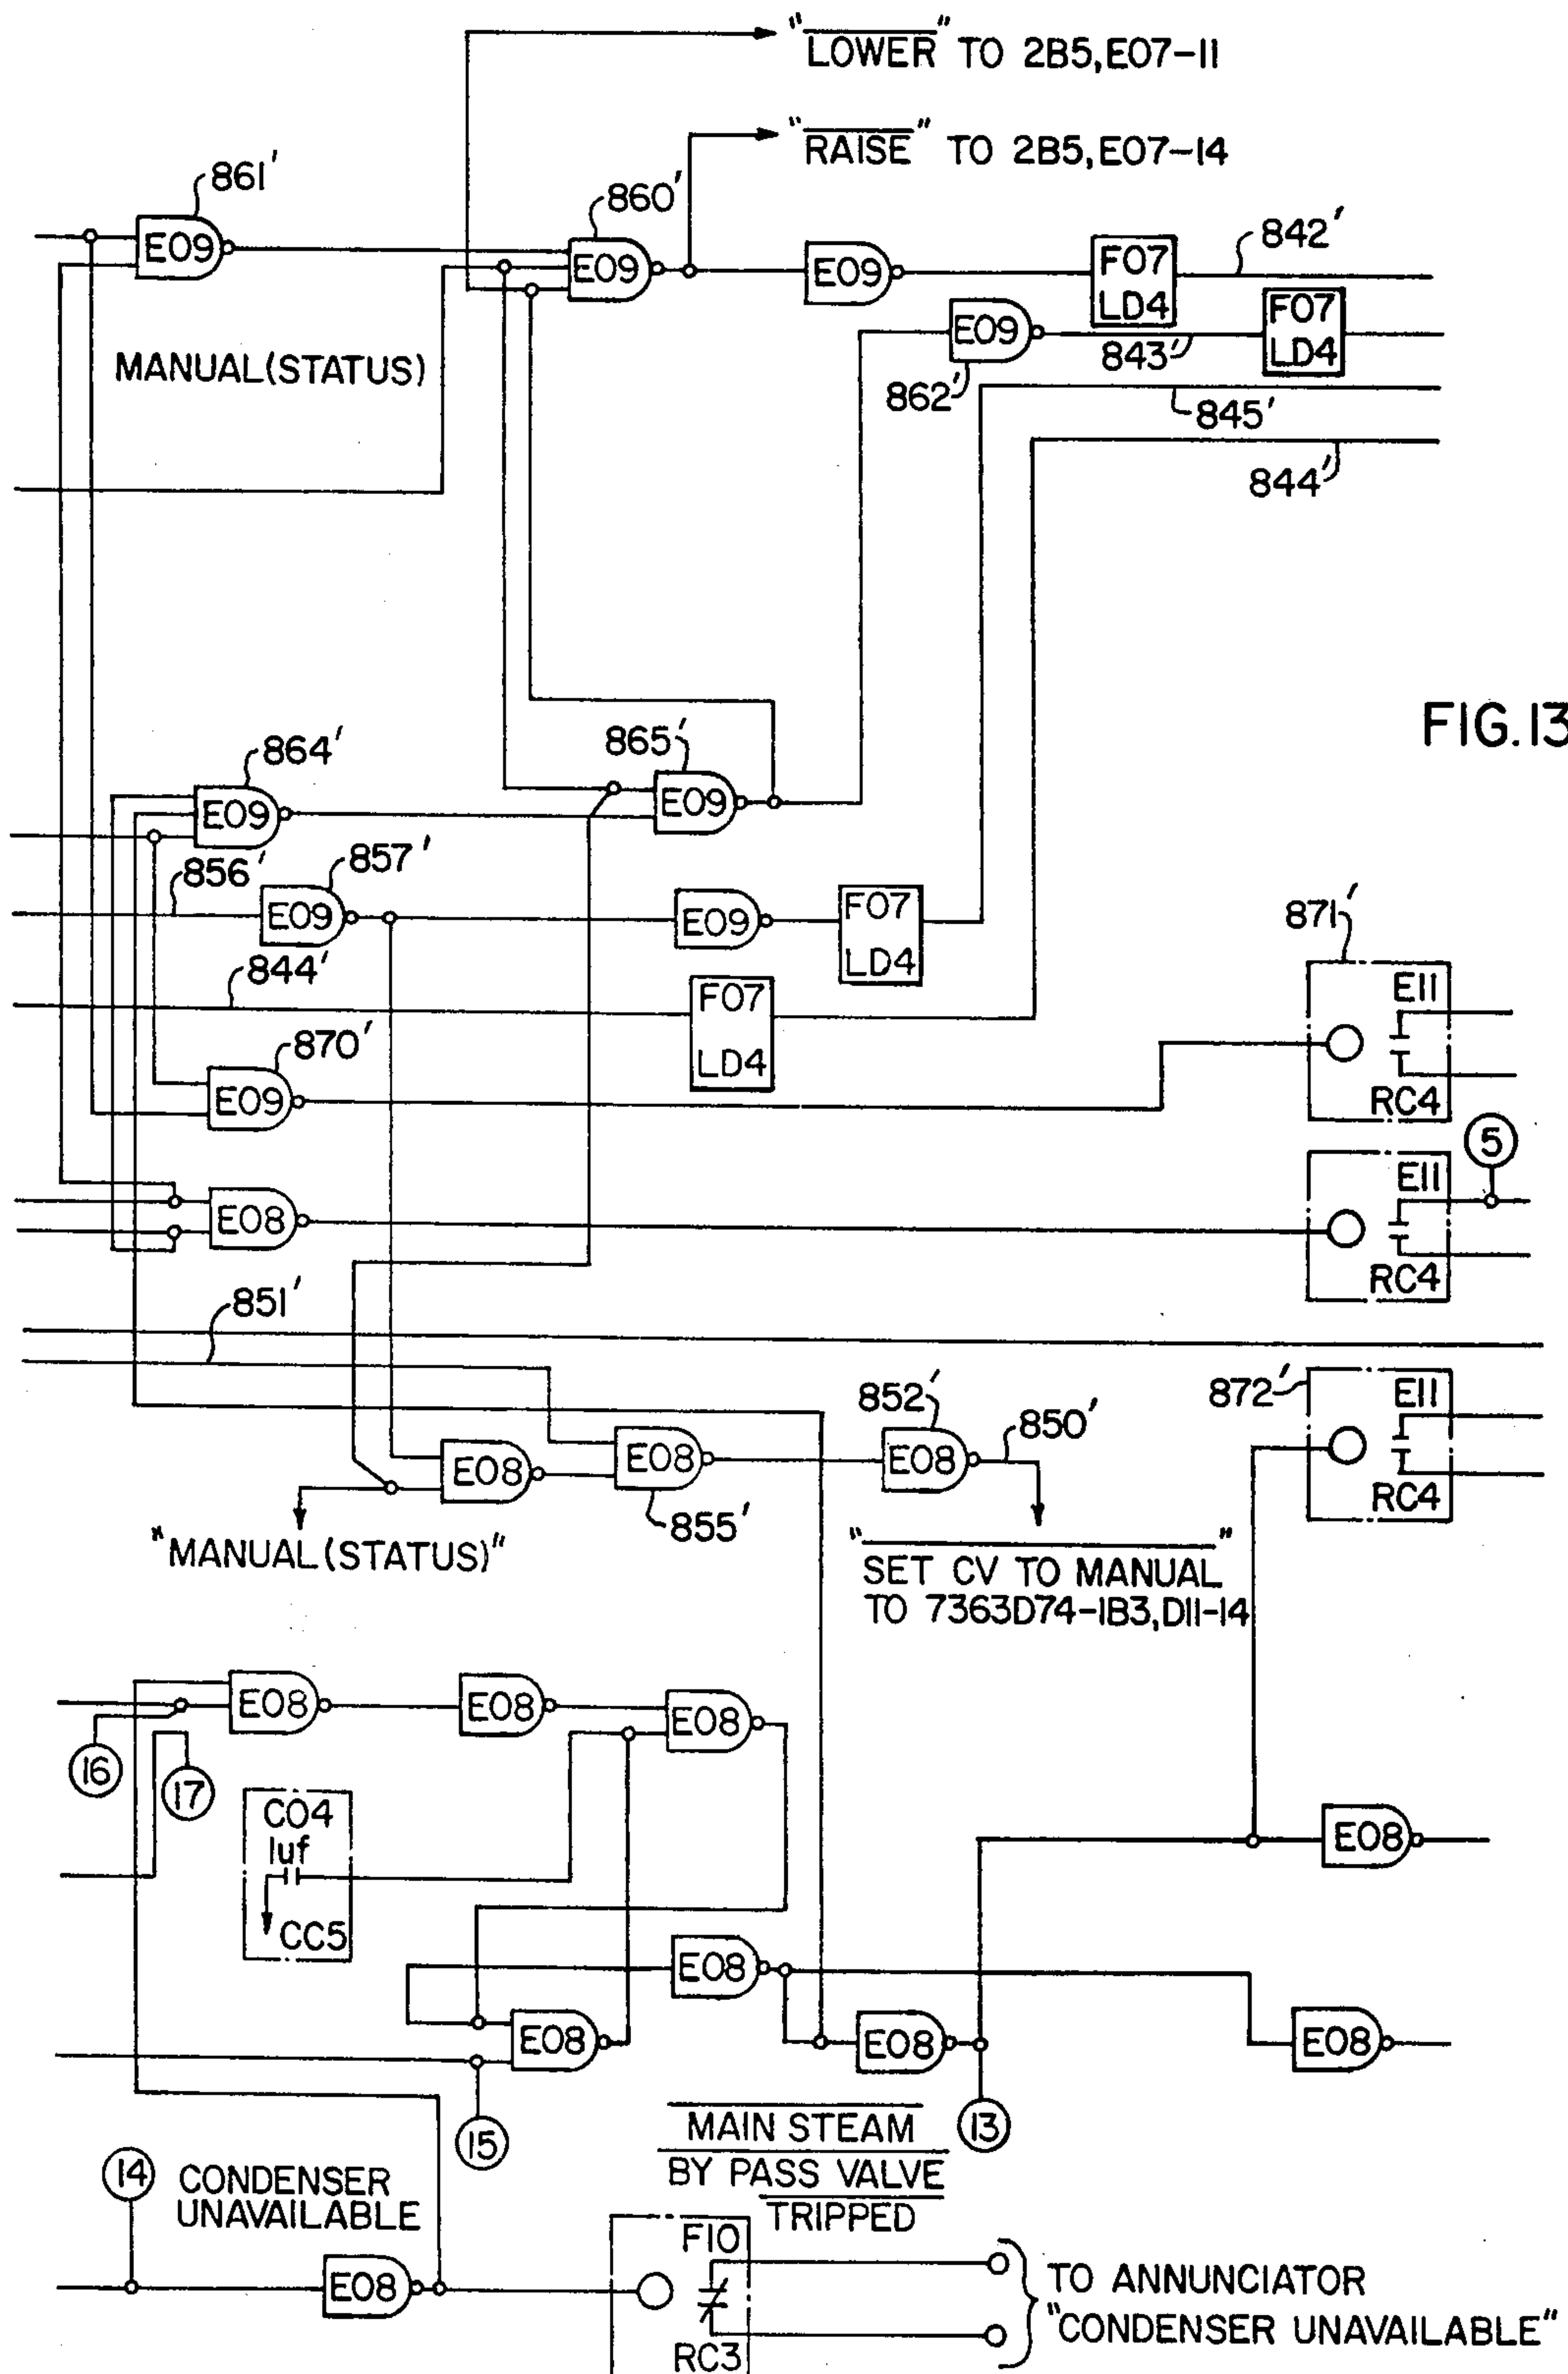 "LOWER" TO 2B5,E07-11
"RAISE" TO 2B5,E07-14
861'
860'
E09
E09
E09
F07
LD4
842'
E09
F07
LD4
MANUAL(STATUS)
862'
843'
845'
844'
FIG.13
864'
865'
E09
E09
856'
857'
E09
E09
F07
LD4
844'
F07
LD4
870'
E09
871'
E11
RC4
5
E08
E11
RC4
851'
852'
850'
872'
E11
RC4
E08
E08
E08
855'
"MANUAL(STATUS)"
"SET CV TO MANUAL"
TO 7363D74-1B3,D11-14
E08
E08
E08
16
17
C04
1uf
CC5
E08
E08
E08
E08
E08
15
13
MAIN STEAM
BY PASS VALVE
TRIPPED
14
CONDENSER
UNAVAILABLE
E08
F10
RC3
TO ANNUNCIATOR
"CONDENSER UNAVAILABLE"